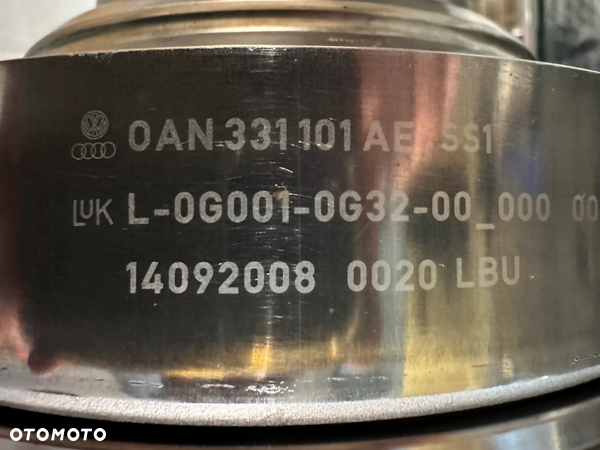 0AN 331 101 AE SS1
LuK L-0G001-0G32-00_000
14092008 0020 LBU
OTOMOTO